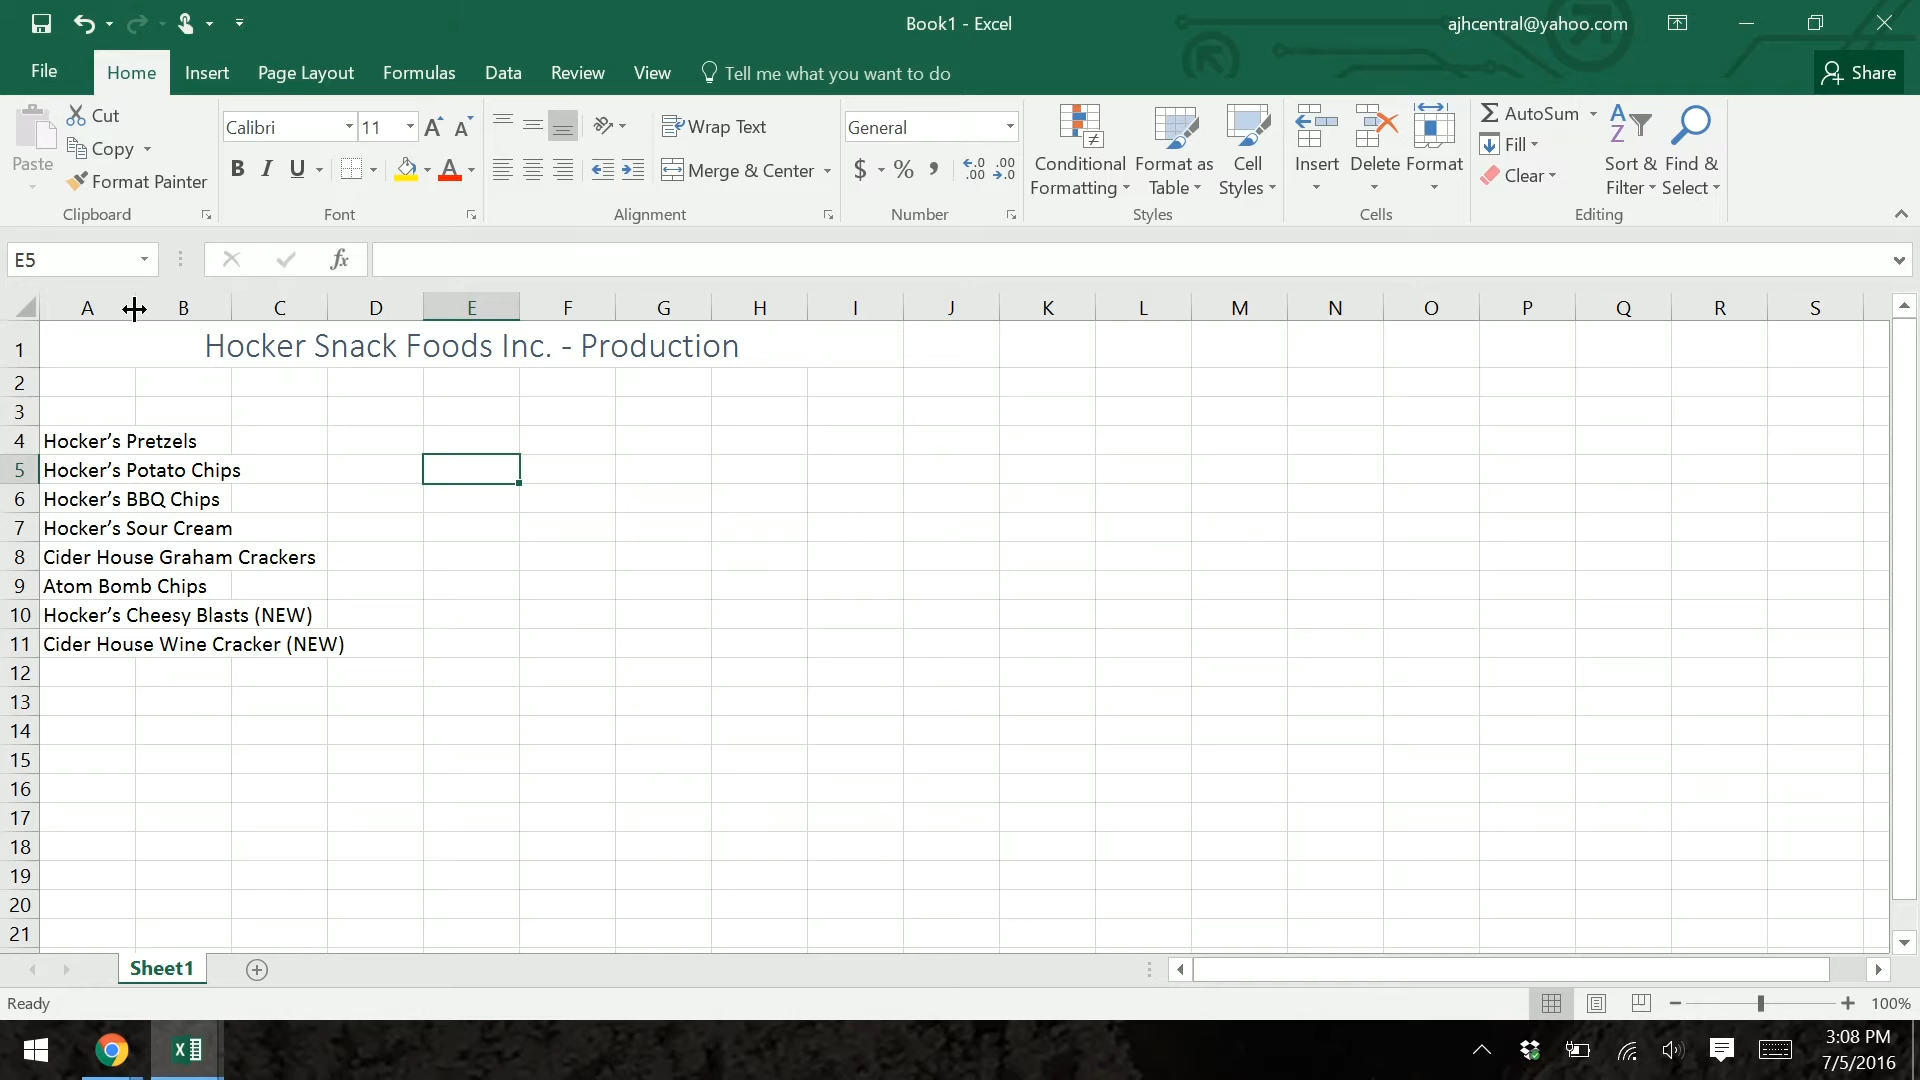 Book1 - Excel
ajhcentral@yahoo.com
File Home Insert Page Layout Formulas Data Review View Tell me what you want to do Share
Paste
Cut
Copy
Format Painter
Clipboard
Calibri 11
B I U A
Font
Wrap Text
Merge & Center
Alignment
General
$ % ,
Number
Conditional Formatting
Format as Table
Cell Styles
Styles
Insert Delete Format
Cells
AutoSum
Fill
Clear
Sort & Filter
Find & Select
Editing
E5 fx
A B C D E F G H I J K L M N O P Q R S
1 Hocker Snack Foods Inc. - Production
2
3
4 Hocker’s Pretzels
5 Hocker’s Potato Chips
6 Hocker’s BBQ Chips
7 Hocker’s Sour Cream
8 Cider House Graham Crackers
9 Atom Bomb Chips
10 Hocker’s Cheesy Blasts (NEW)
11 Cider House Wine Cracker (NEW)
12
13
14
15
16
17
18
19
20
21
Sheet1
Ready
100%
3:08 PM
7/5/2016